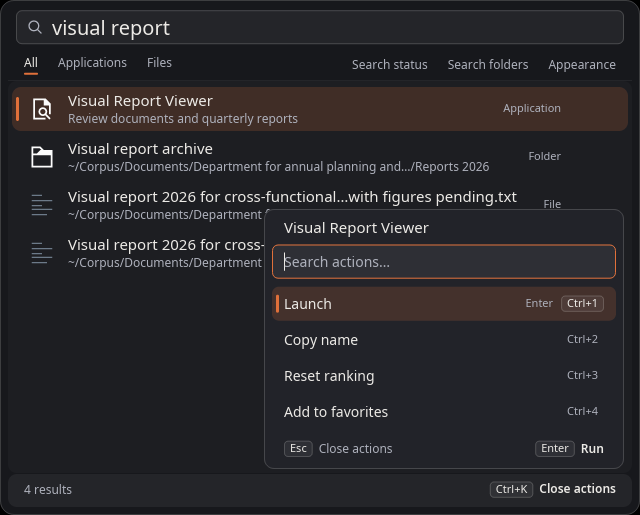 visual report
All Applications Files Search status Search folders Appearance
Visual Report Viewer
Review documents and quarterly reports
Application
Visual report archive
~/Corpus/Documents/Department for annual planning and.../Reports 2026
Folder
Visual report 2026 for cross-functional...with figures pending.txt
~/Corpus/Documents/Department
File
Visual report 2026 for cross-
~/Corpus/Documents/Department
Visual Report Viewer
Search actions...
Launch Enter Ctrl+1
Copy name Ctrl+2
Reset ranking Ctrl+3
Add to favorites Ctrl+4
Esc Close actions Enter Run
4 results Ctrl+K Close actions